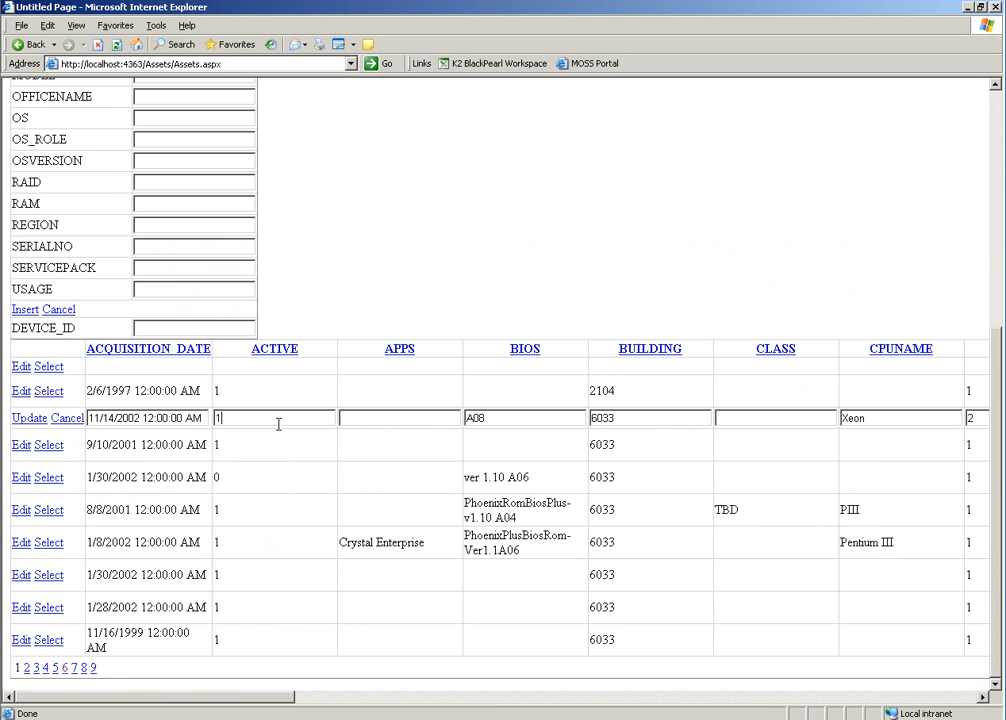 Untitled Page - Microsoft Internet Explorer
File Edit View Favorites Tools Help
Back Search Favorites
Address http://localhost:4363/Assets/Assets.aspx Go Links K2 BlackPearl Workspace MOSS Portal
MODEL
OFFICENAME
OS
OS_ROLE
OSVERSION
RAID
RAM
REGION
SERIALNO
SERVICEPACK
USAGE
Insert Cancel
DEVICE_ID
ACQUISITION_DATE ACTIVE APPS BIOS BUILDING CLASS CPUNAME
Edit Select
Edit Select 2/6/1997 12:00:00 AM 1 2104 1
Update Cancel 11/14/2002 12:00:00 AM 1 A08 6033 Xeon 2
Edit Select 9/10/2001 12:00:00 AM 1 6033 1
Edit Select 1/30/2002 12:00:00 AM 0 ver 1.10 A06 6033 1
Edit Select 8/8/2001 12:00:00 AM 1 PhoenixRomBiosPlus-
v1.10 A04 6033 TBD PIII 1
Edit Select 1/8/2002 12:00:00 AM 1 Crystal Enterprise PhoenixPlusBiosRom-
Ver1.1A06 6033 Pentium III 1
Edit Select 1/30/2002 12:00:00 AM 1 6033 1
Edit Select 1/28/2002 12:00:00 AM 1 6033 1
Edit Select 11/16/1999 12:00:00
AM 1 6033 1
1 2 3 4 5 6 7 8 9
Done Local intranet